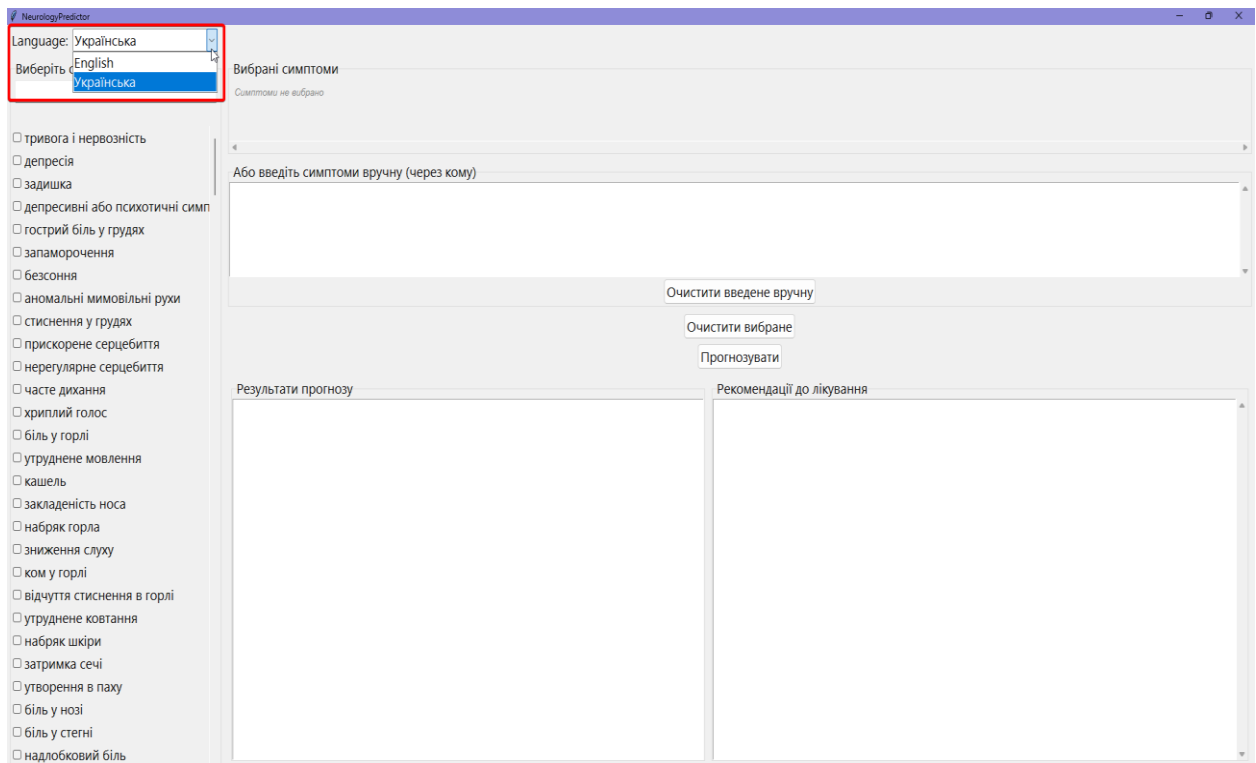 NeurologyPredictor
Language: Українська
English
Українська
Виберіть
Вибрані симптоми
Симптоми не вибрано
тривога і нервозність
депресія
задишка
депресивні або психотичні симп
гострий біль у грудях
запаморочення
безсоння
аномальні мимовільні рухи
стиснення у грудях
прискорене серцебиття
нерегулярне серцебиття
часте дихання
хриплий голос
біль у горлі
утруднене мовлення
кашель
закладеність носа
набряк горла
зниження слуху
ком у горлі
відчуття стиснення в горлі
утруднене ковтання
набряк шкіри
затримка сечі
утворення в паху
біль у нозі
біль у стегні
надлобковий біль
Або введіть симптоми вручну (через кому)
Очистити введене вручну
Очистити вибране
Прогнозувати
Результати прогнозу
Рекомендації до лікування